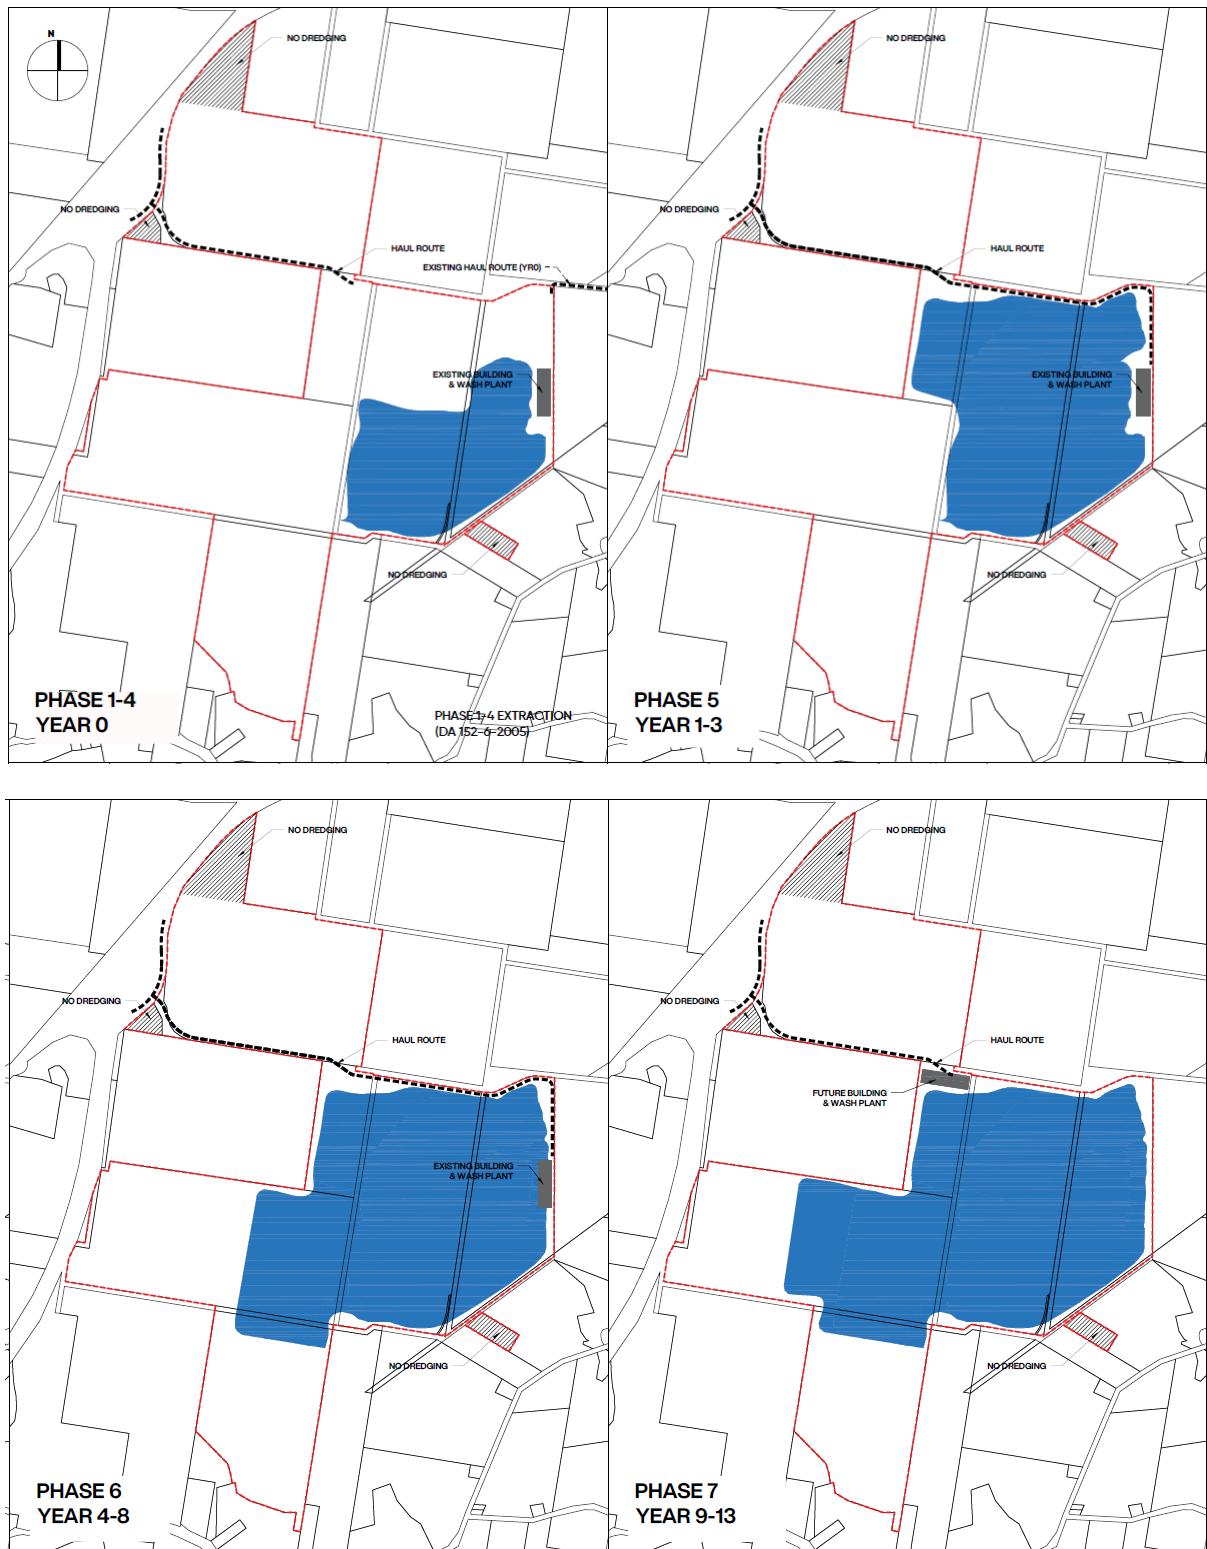 N
NO DREDGING
NO DREDGING
HAUL ROUTE
EXISTING HAUL ROUTE (YR0)
EXISTING BUILDING
& WASH PLANT
NO DREDGING
PHASE 1-4
YEAR 0
PHASE 1-4 EXTRACTION
(DA 152-6-2005)
NO DREDGING
NO DREDGING
HAUL ROUTE
EXISTING BUILDING
& WASH PLANT
NO DREDGING
PHASE 5
YEAR 1-3
NO DREDGING
NO DREDGING
HAUL ROUTE
EXISTING BUILDING
& WASH PLANT
NO DREDGING
PHASE 6
YEAR 4-8
NO DREDGING
NO DREDGING
HAUL ROUTE
FUTURE BUILDING
& WASH PLANT
NO DREDGING
PHASE 7
YEAR 9-13